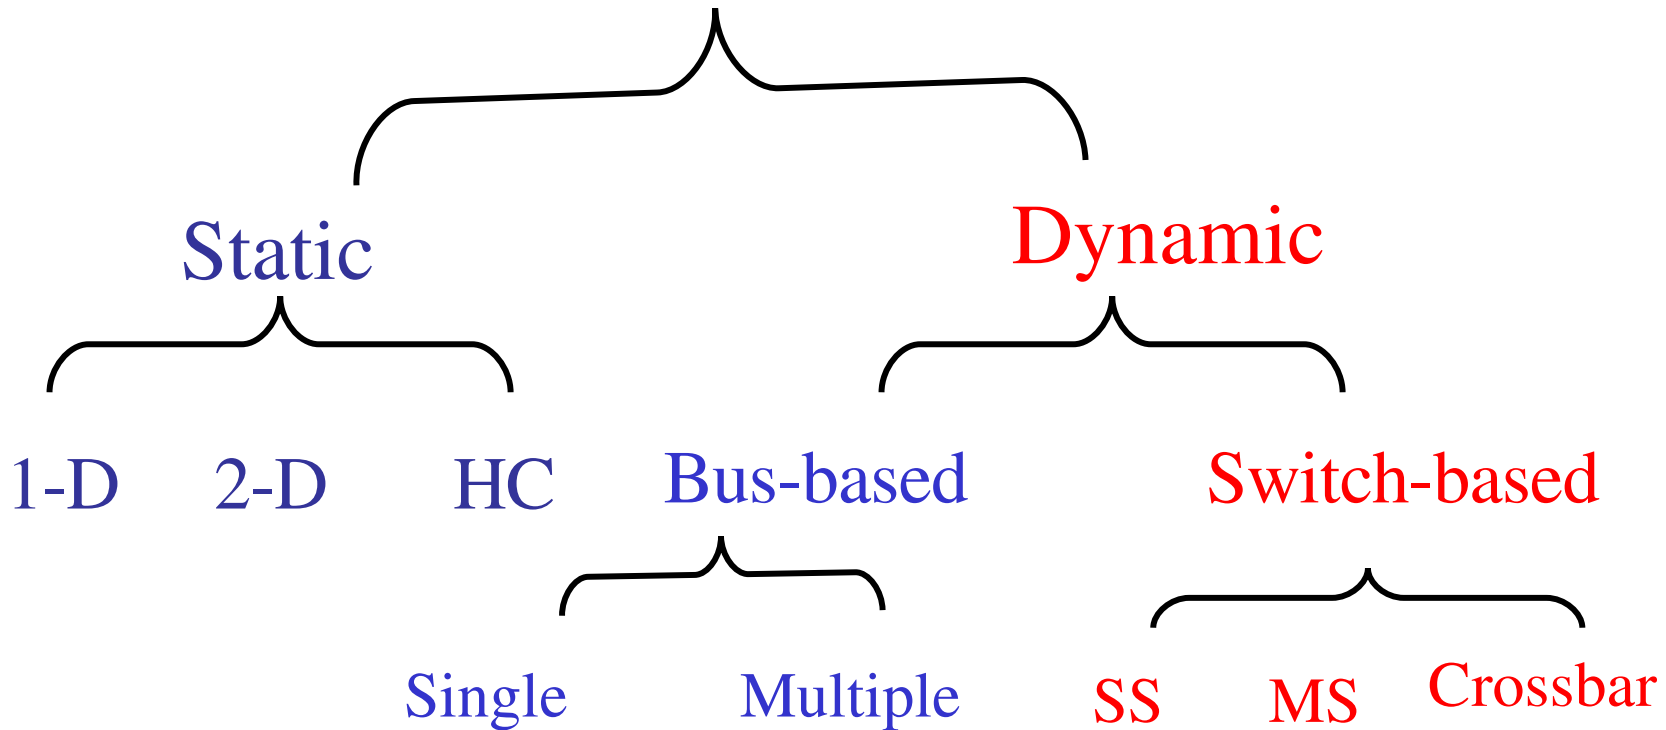 Static Dynamic
1-D 2-D HC Bus-based Switch-based
Single Multiple SS MS Crossbar